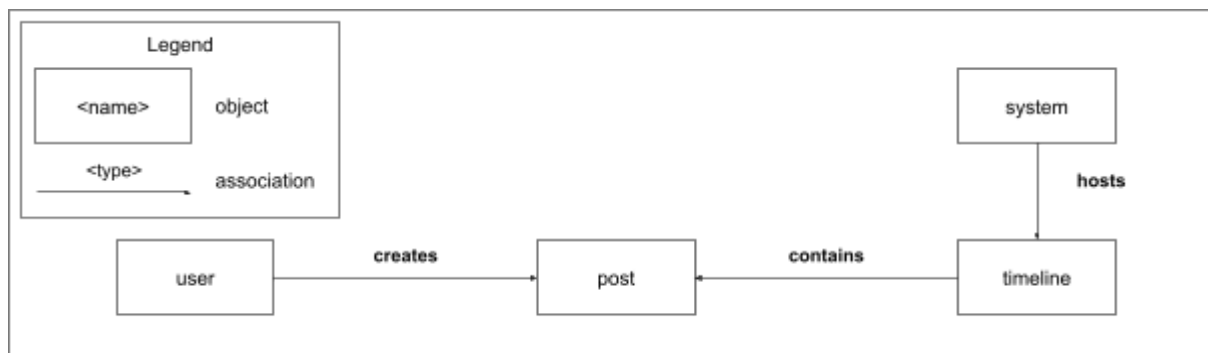 Legend
<name>
object
<type>
association
system
hosts
user
creates
post
contains
timeline